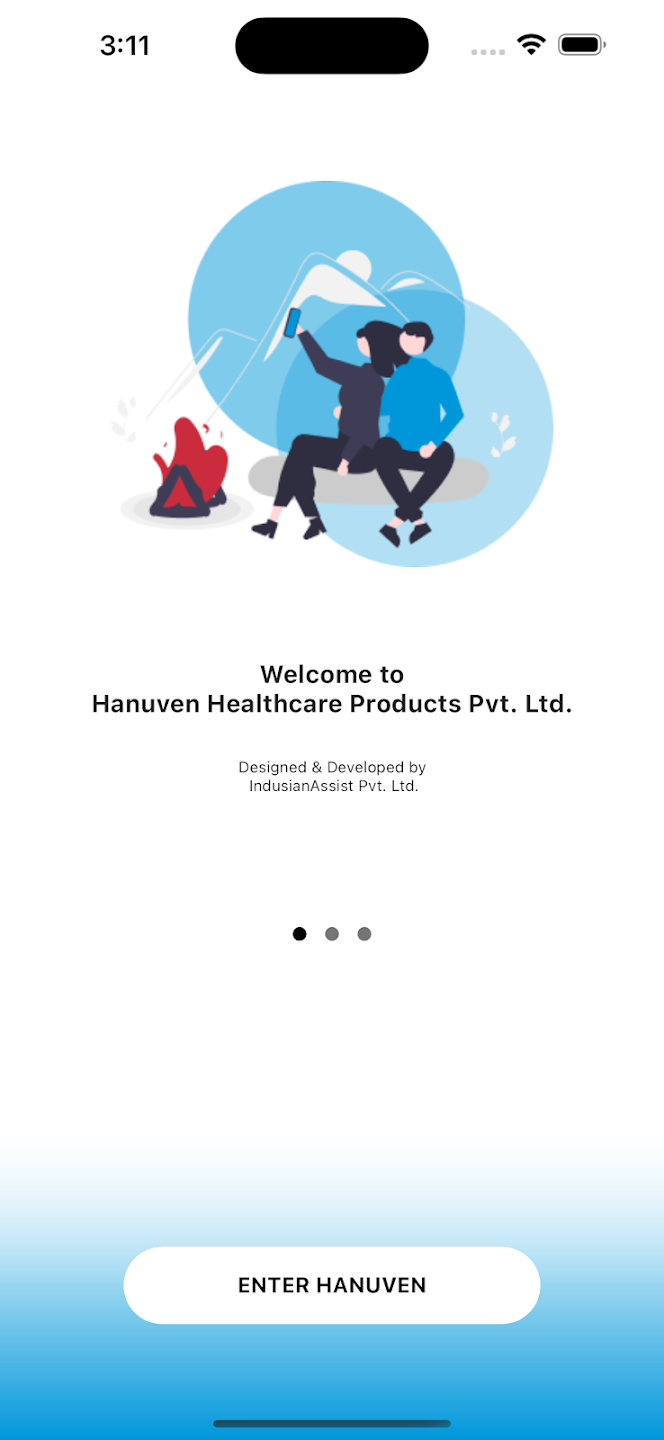 3:11
Welcome to
Hanuven Healthcare Products Pvt. Ltd.
Designed & Developed by
IndusianAssist Pvt. Ltd.
ENTER HANUVEN